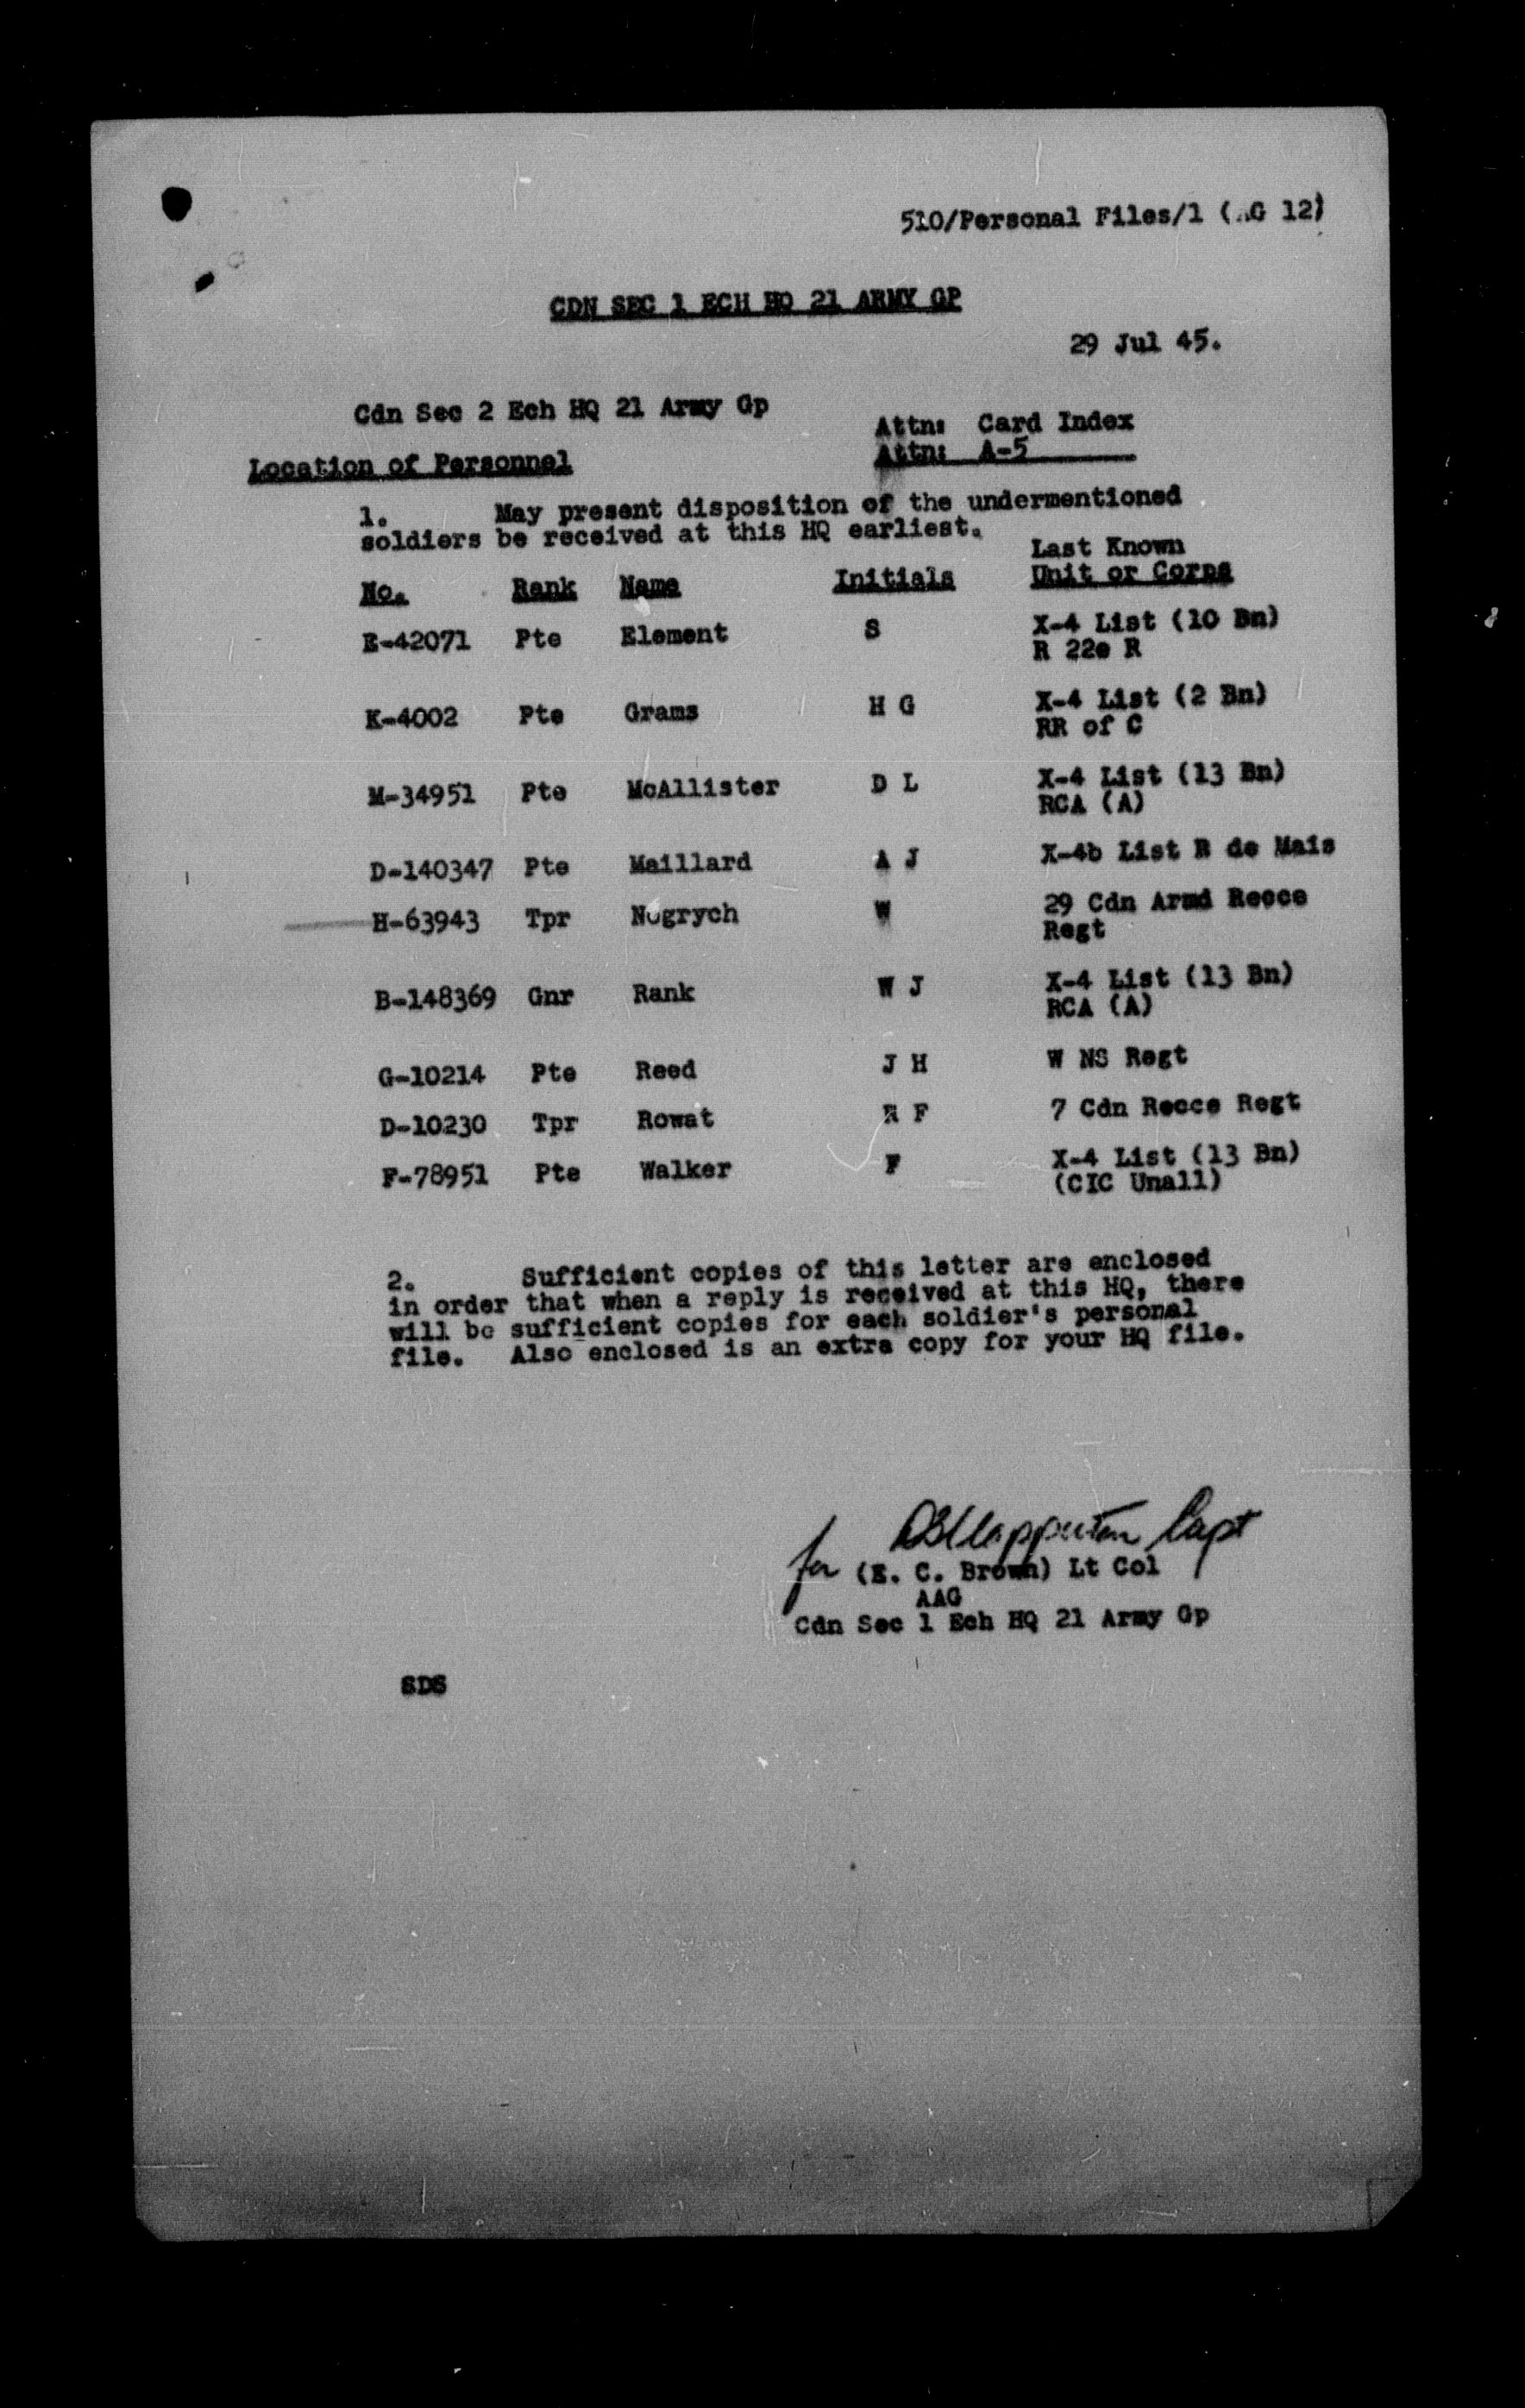 510/Personal Files/1 (AG 12)
CDN SEC 1 ECH HQ 21 ARMY GP
29 Jul 45.
Cdn Sec 2 Ech HQ 21 Army Gp
Attn: Card Index
Attn: A-5
Location of Personnel
1. May present disposition of the undermentioned
soldiers be received at this HQ earliest.
Last Known
No. Rank Name Initials Unit or Corps
E-42071 Pte Element S X-4 List (10 Bn)
R 22e R
K-4002 Pte Grams H G X-4 List (2 Bn)
RR of C
M-34951 Pte McAllister D L X-4 List (13 Bn)
RCA (A)
D-140347 Pte Maillard A J X-4b List R de Mais
H-63943 Tpr Nogrych W 29 Cdn Armd Recce
Regt
B-148369 Gnr Rank W J X-4 List (13 Bn)
RCA (A)
G-10214 Pte Reed J H W NS Regt
D-10230 Tpr Rowat R F 7 Cdn Recce Regt
F-78951 Pte Walker F X-4 List (13 Bn)
(CIC Unall)
2. Sufficient copies of this letter are enclosed
in order that when a reply is received at this HQ, there
will be sufficient copies for each soldier's personal
file. Also enclosed is an extra copy for your HQ file.
Capt
for (E. C. Brown) Lt Col
AAG
Cdn Sec 1 Ech HQ 21 Army Gp
SDS